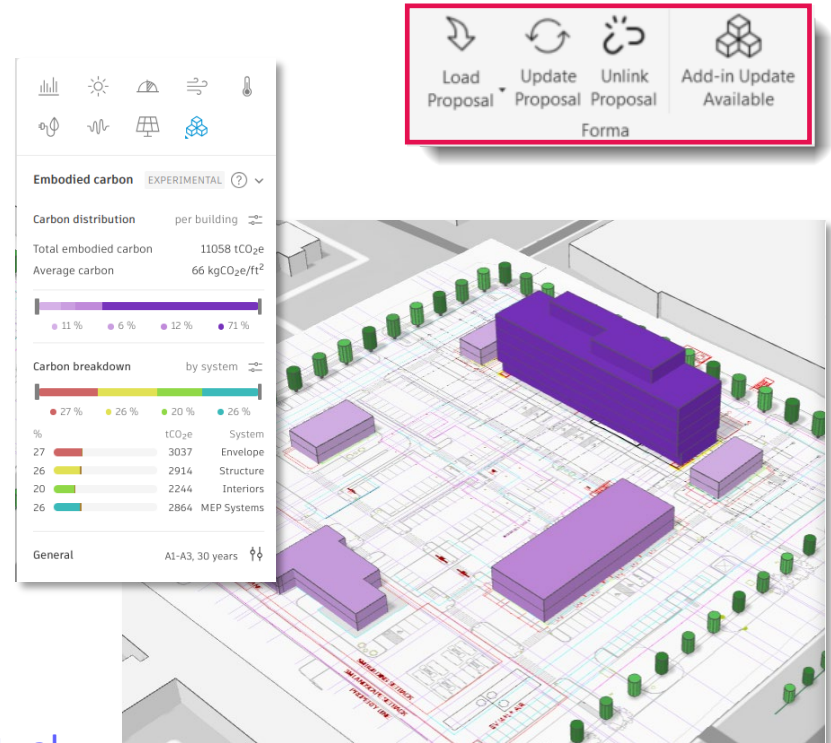 Load Proposal
Update Proposal
Unlink Proposal
Add-in Update Available
Forma
Embodied carbon EXPERIMENTAL ?
Carbon distribution per building
Total embodied carbon 11058 tCO₂e
Average carbon 66 kgCO₂e/ft²
11 % 6 % 12 % 71 %
Carbon breakdown by system
27 % 26 % 20 % 26 %
% tCO₂e System
27 3037 Envelope
26 2914 Structure
20 2244 Interiors
26 2864 MEP Systems
General A1-A3, 30 years
PROPERTY LINE